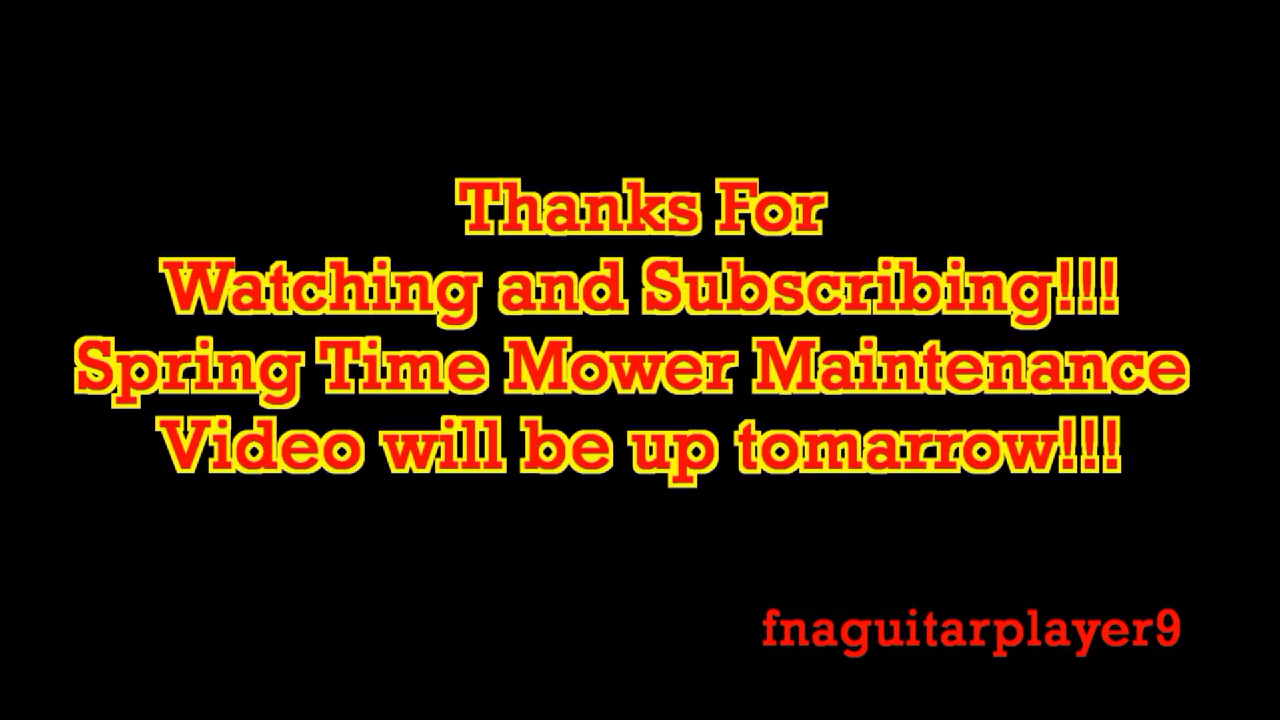 Thanks For
Watching and Subscribing!!!
Spring Time Mower Maintenance
Video will be up tomarrow!!!
fnaguitarplayer9